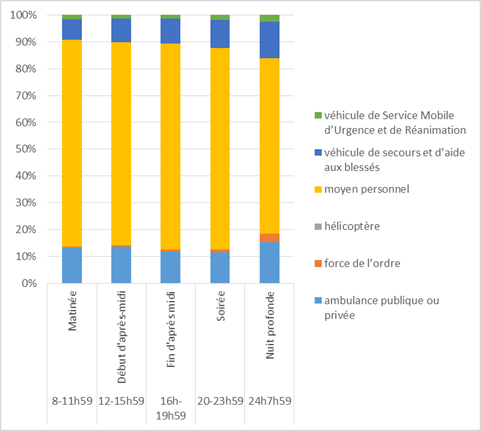 100%
90%
80%
70%
60%
50%
40%
30%
20%
10%
0%
Matinée
Début d'après-midi
Fin d'après midi
Soirée
Nuit profonde
8-11h59
12-15h59
16h-
19h59
20-23h59
24h7h59
véhicule de Service Mobile
d'Urgence et de Réanimation
véhicule de secours et d'aide
aux blessés
moyen personnel
hélicoptère
force de l'ordre
ambulance publique ou
privée